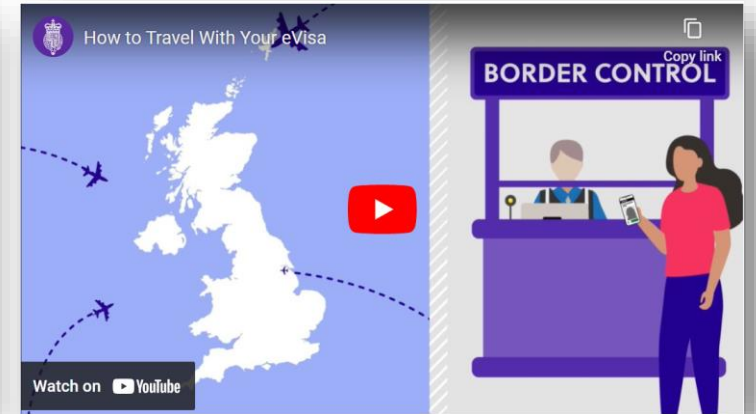 How to Travel With Your eVisa
Copy link
BORDER CONTROL
Watch on YouTube